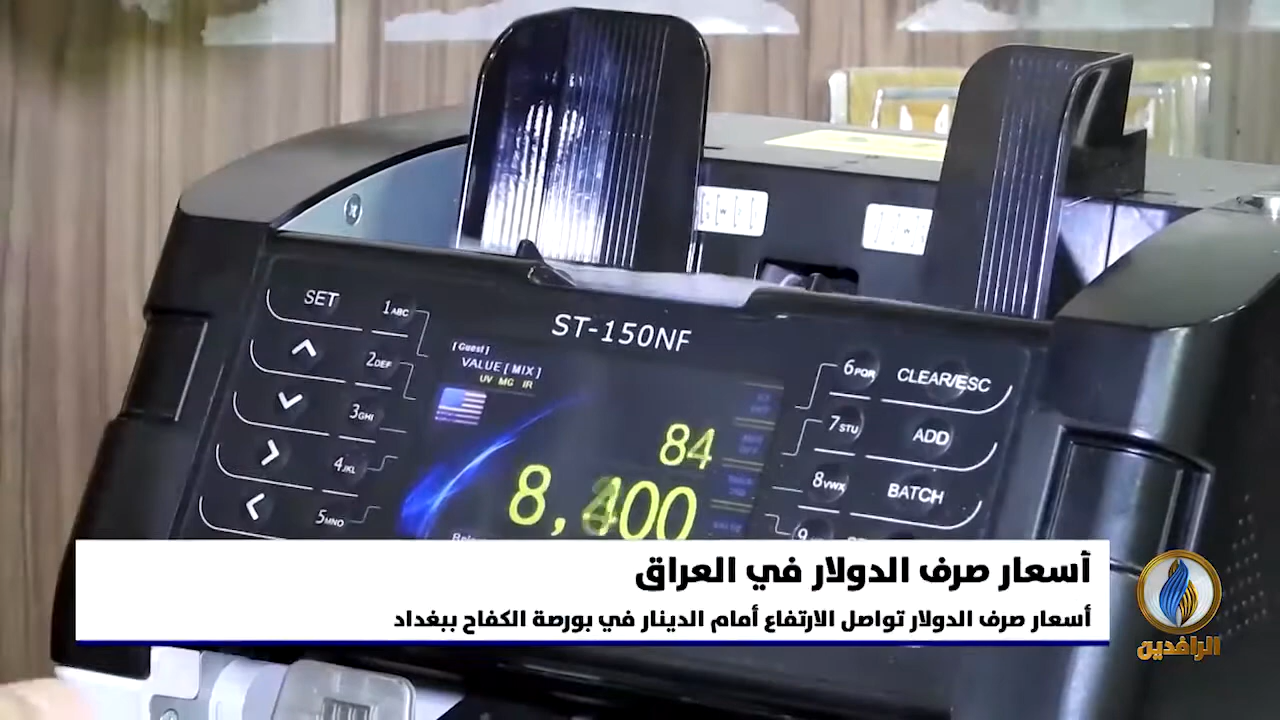 ST-150NF
SET
1ABC
2DEF
3GHI
4JKL
5MNO
[ Guest ]
VALUE [ MIX ]
UV MG IR
84
8,400
6PQR
CLEAR/ESC
7STU
ADD
8VWX
BATCH
أسعار صرف الدولار في العراق
أسعار صرف الدولار تواصل الارتفاع أمام الدينار في بورصة الكفاح ببغداد
الرافدين